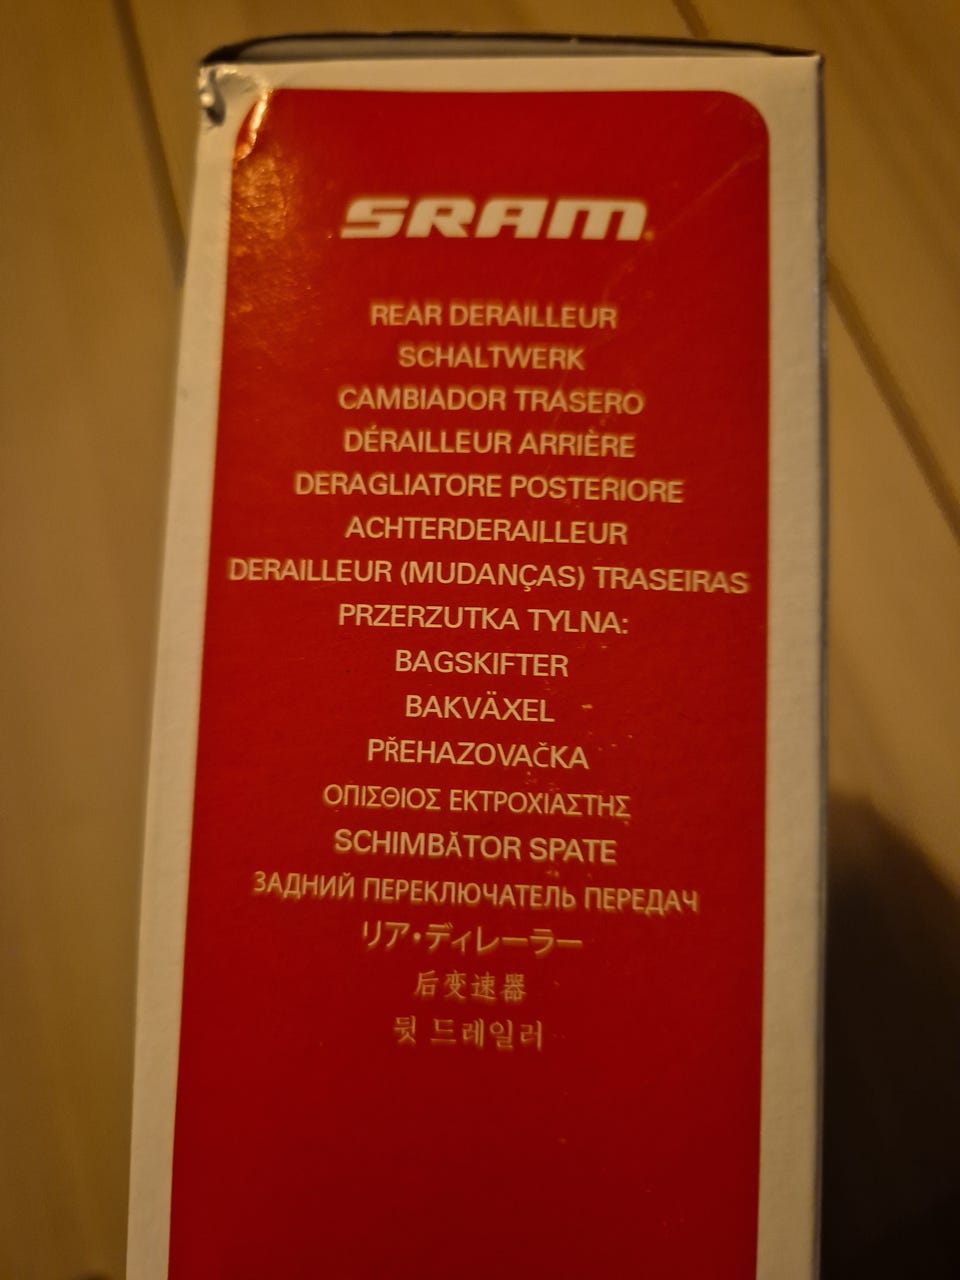 SRAM
REAR DERAILLEUR
SCHALTWERK
CAMBIADOR TRASERO
DÉRAILLEUR ARRIÈRE
DERAGLIATORE POSTERIORE
ACHTERDERAILLEUR
DERAILLEUR (MUDANÇAS) TRASEIRAS
PRZERZUTKA TYLNA:
BAGSKIFTER
BAKVÄXEL
PŘEHAZOVAČKA
ΟΠΙΣΘΙΟΣ ΕΚΤΡΟΧΙΑΣΤΗΣ
SCHIMBĂTOR SPATE
ЗАДНИЙ ПЕРЕКЛЮЧАТЕЛЬ ПЕРЕДАЧ
リア・ディレーラー
后变速器
뒷 드레일러